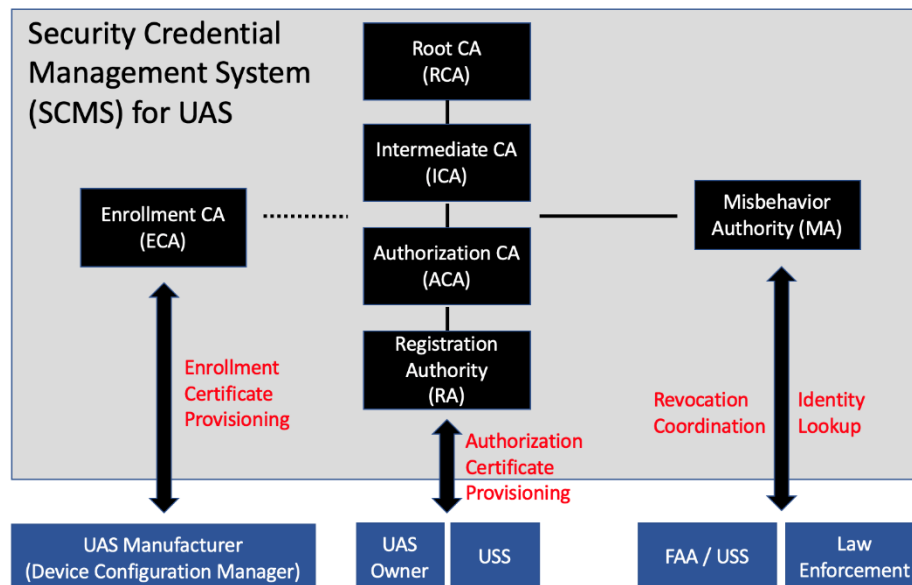 Security Credential
Management System
(SCMS) for UAS
Root CA
(RCA)
Intermediate CA
(ICA)
Enrollment CA
(ECA)
Misbehavior
Authority (MA)
Authorization CA
(ACA)
Registration
Authority
(RA)
Enrollment
Certificate
Provisioning
Authorization
Certificate
Provisioning
Revocation
Coordination
Identity
Lookup
UAS Manufacturer
(Device Configuration Manager)
UAS
Owner
USS
FAA / USS
Law
Enforcement